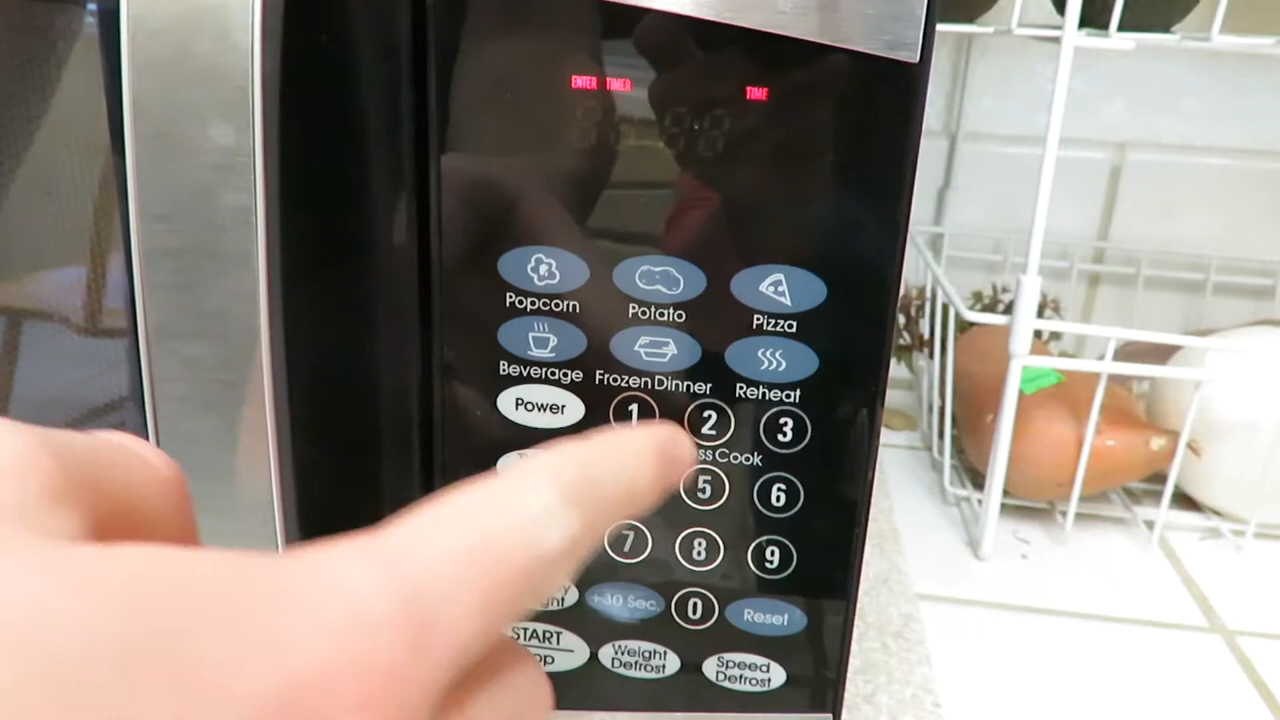 ENTER TIMER TIME
Popcorn Potato Pizza
Beverage Frozen Dinner Reheat
Power 1 2 3
Cook
5 6
7 8 9
+30 Sec. 0 Reset
START
Weight Defrost
Speed Defrost